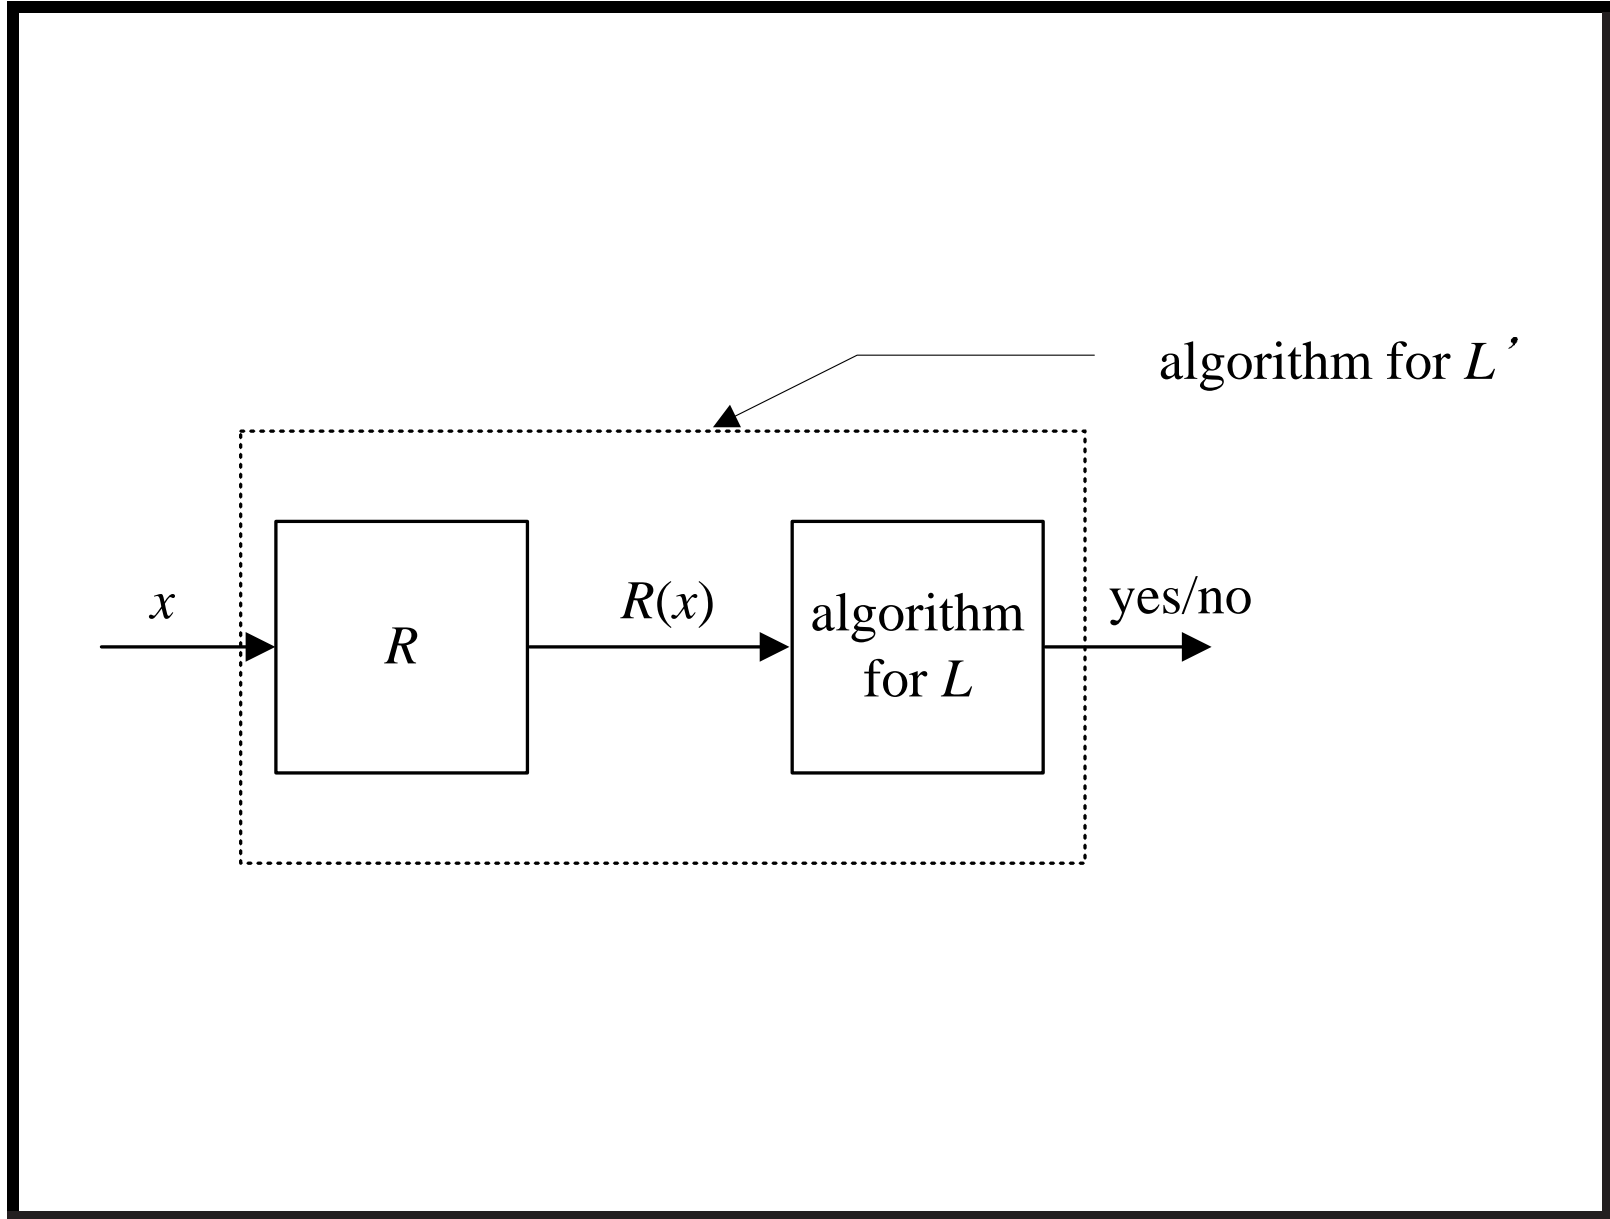 algorithm for L’
x
R
R(x)
algorithm
for L
yes/no